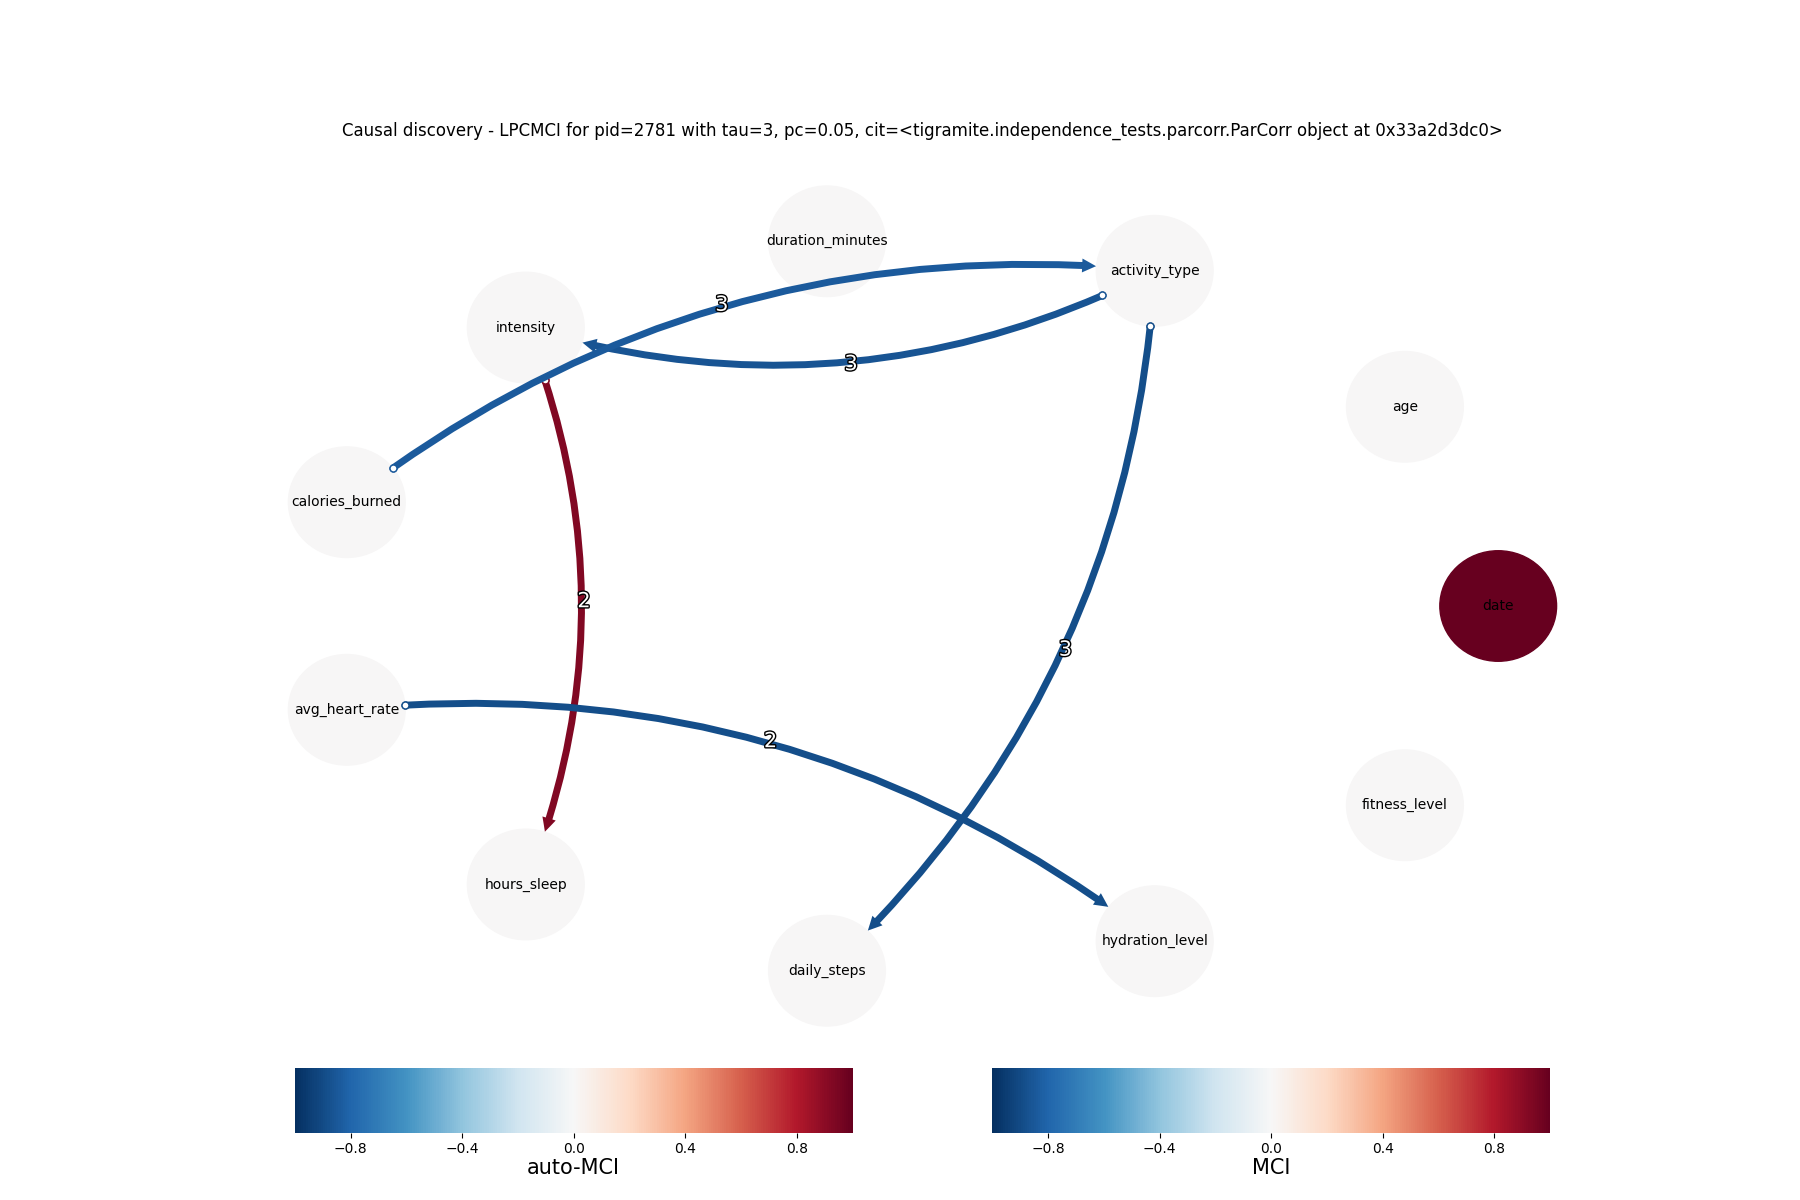 Causal discovery - LPCMCI for pid=2781 with tau=3, pc=0.05, cit=<tigramite.independence_tests.parcorr.ParCorr object at 0x33a2d3dc0>
duration_minutes
activity_type
3
intensity
3
age
calories_burned
2
date
3
avg_heart_rate
2
fitness_level
hours_sleep
hydration_level
daily_steps
−0.8 −0.4 0.0 0.4 0.8
auto-MCI
−0.8 −0.4 0.0 0.4 0.8
MCI